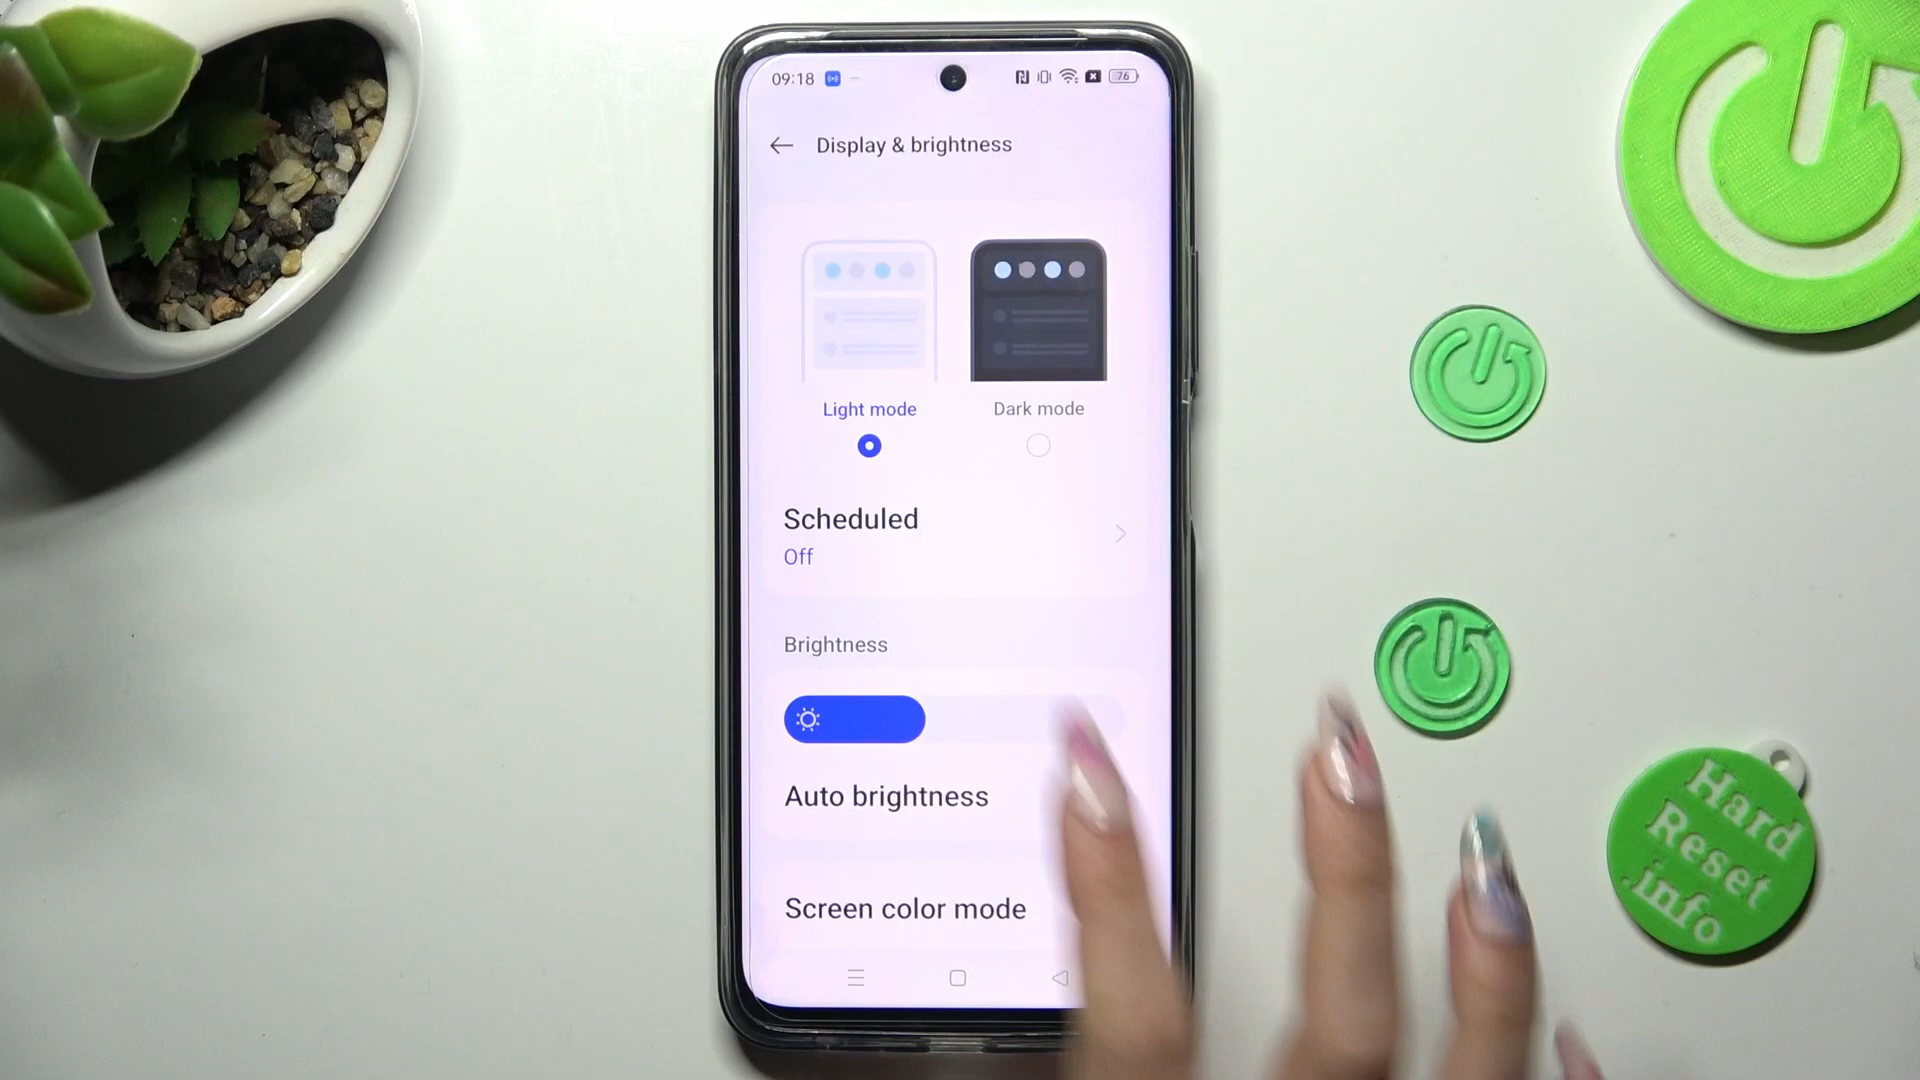 09:18
76
Display & brightness
Light mode
Dark mode
Scheduled
Off
Brightness
Auto brightness
Screen color mode
Hard
Reset
.info